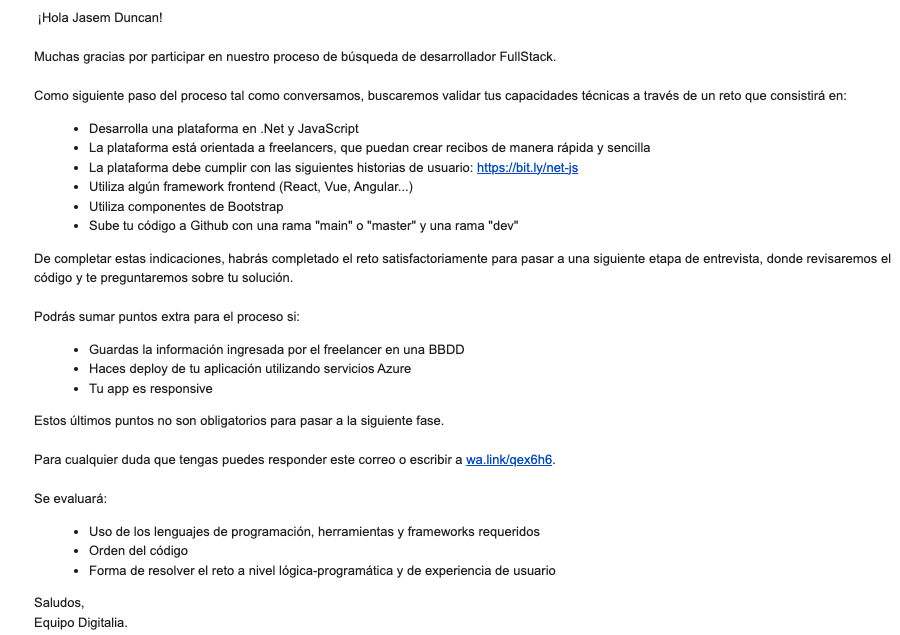 ¡Hola Jasem Duncan!
Muchas gracias por participar en nuestro proceso de búsqueda de desarrollador FullStack.
Como siguiente paso del proceso tal como conversamos, buscaremos validar tus capacidades técnicas a través de un reto que consistirá en:
• Desarrolla una plataforma en .Net y JavaScript
• La plataforma está orientada a freelancers, que puedan crear recibos de manera rápida y sencilla
• La plataforma debe cumplir con las siguientes historias de usuario: https://bit.ly/net-js
• Utiliza algún framework frontend (React, Vue, Angular...)
• Utiliza componentes de Bootstrap
• Sube tu código a Github con una rama "main" o "master" y una rama "dev"
De completar estas indicaciones, habrás completado el reto satisfactoriamente para pasar a una siguiente etapa de entrevista, donde revisaremos el
código y te preguntaremos sobre tu solución.
Podrás sumar puntos extra para el proceso si:
• Guardas la información ingresada por el freelancer en una BBDD
• Haces deploy de tu aplicación utilizando servicios Azure
• Tu app es responsive
Estos últimos puntos no son obligatorios para pasar a la siguiente fase.
Para cualquier duda que tengas puedes responder este correo o escribir a wa.link/qex6h6.
Se evaluará:
• Uso de los lenguajes de programación, herramientas y frameworks requeridos
• Orden del código
• Forma de resolver el reto a nivel lógica-programática y de experiencia de usuario
Saludos,
Equipo Digitalia.